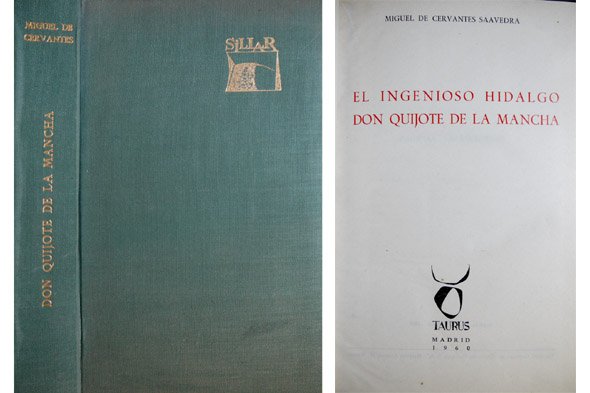 MIGUEL DE
CERVANTES
DON QUIJOTE DE LA MANCHA
SILLAR
MIGUEL DE CERVANTES SAAVEDRA
EL INGENIOSO HIDALGO
DON QUIJOTE DE LA MANCHA
TAURUS
MADRID
1960